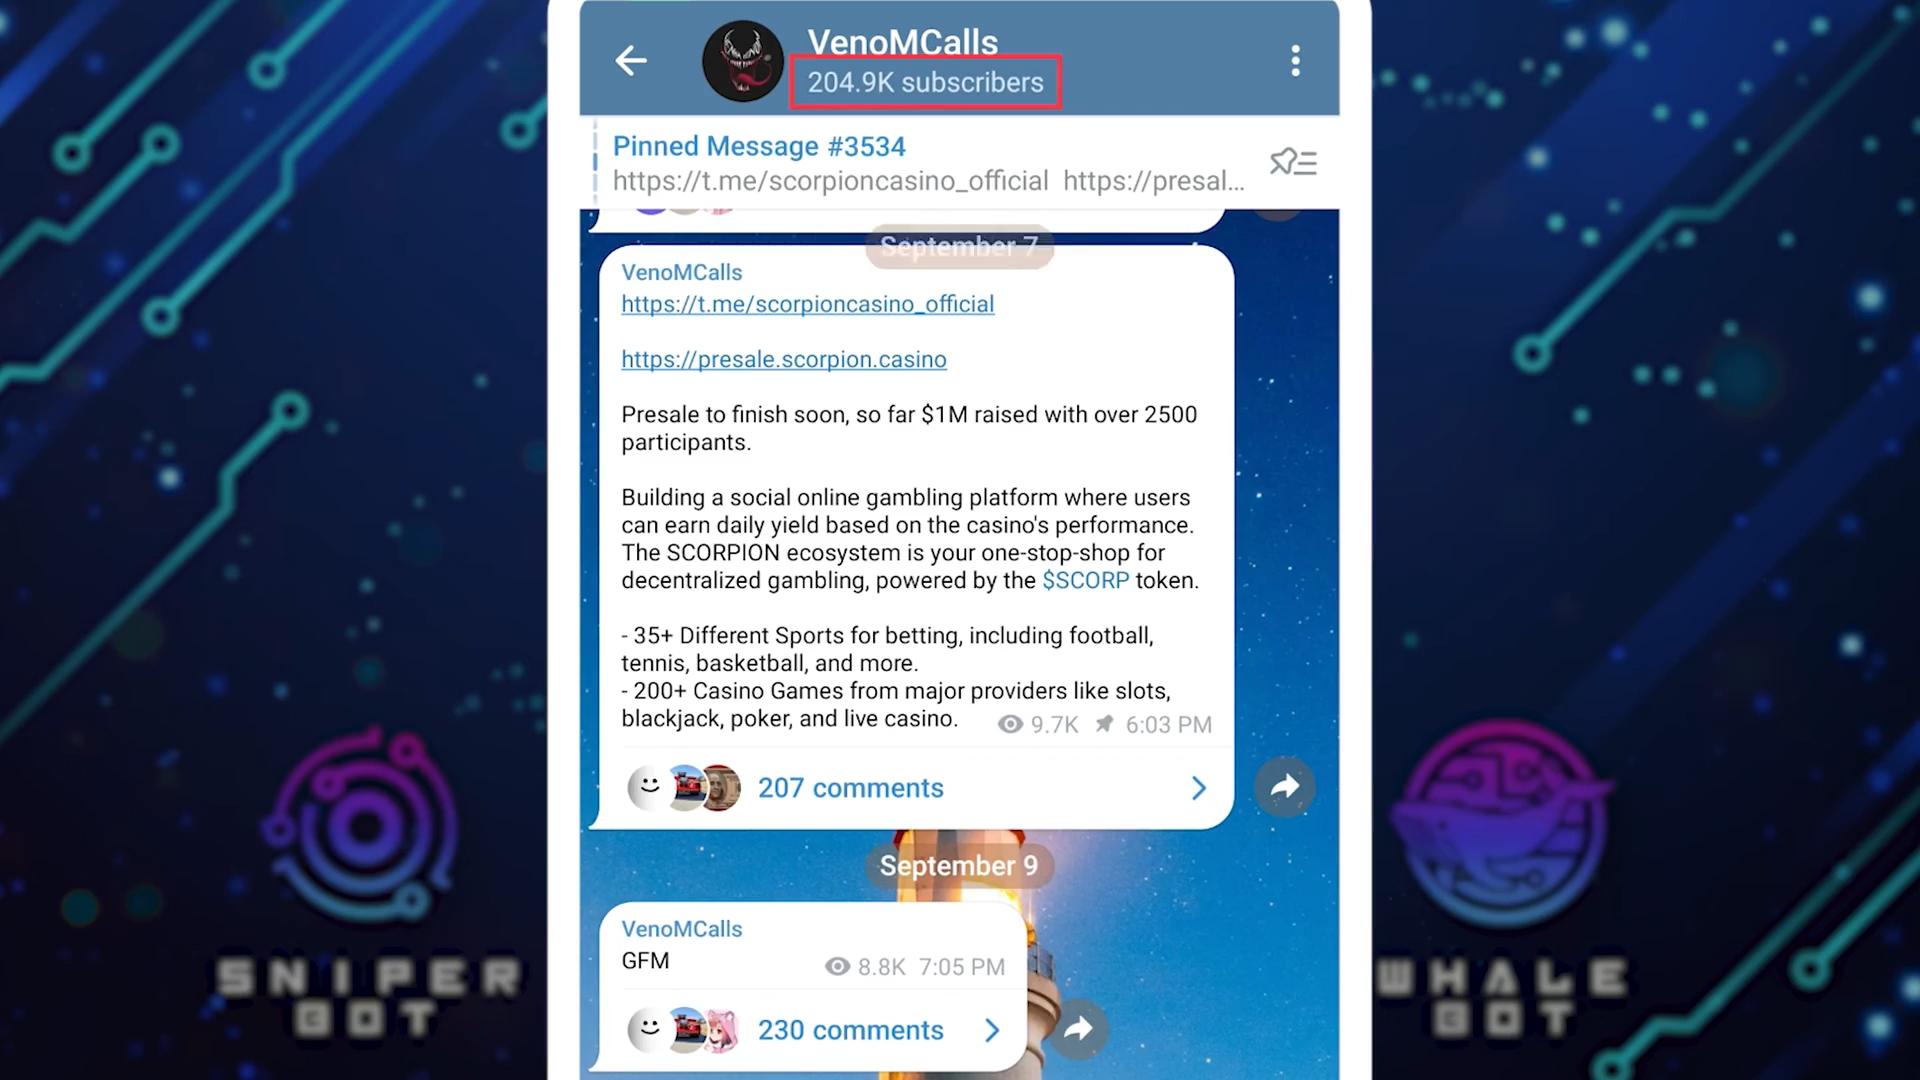 VenoMCalls
204.9K subscribers
Pinned Message #3534
https://t.me/scorpioncasino_official https://presal...
September 7
VenoMCalls
https://t.me/scorpioncasino_official
https://presale.scorpion.casino
Presale to finish soon, so far $1M raised with over 2500
participants.
Building a social online gambling platform where users
can earn daily yield based on the casino's performance.
The SCORPION ecosystem is your one-stop-shop for
decentralized gambling, powered by the $SCORP token.
- 35+ Different Sports for betting, including football,
tennis, basketball, and more.
- 200+ Casino Games from major providers like slots,
blackjack, poker, and live casino.
9.7K 6:03 PM
207 comments
September 9
VenoMCalls
GFM
8.8K 7:05 PM
230 comments
SNIPER
BOT
WHALE
BOT